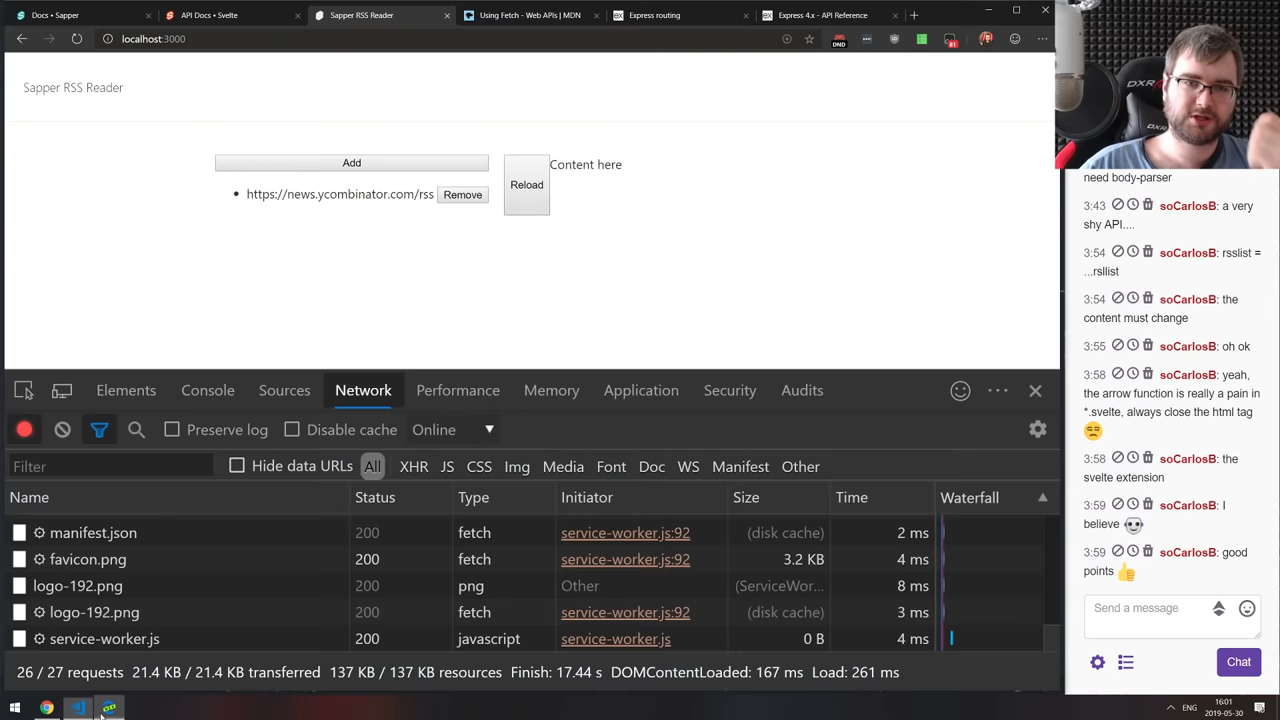 Docs • Sapper
API Docs • Svelte
Sapper RSS Reader
Using Fetch - Web APIs | MDN
Express routing
Express 4.x - API Reference
localhost:3000
DND
81
Sapper RSS Reader
Add
Reload
Content here
• https://news.ycombinator.com/rss
Remove
Elements
Console
Sources
Network
Performance
Memory
Application
Security
Audits
Preserve log
Disable cache
Online
Filter
Hide data URLs
All
XHR
JS
CSS
Img
Media
Font
Doc
WS
Manifest
Other
Name Status Type Initiator Size Time Waterfall
manifest.json 200 fetch service-worker.js:92 (disk cache) 2 ms
favicon.png 200 fetch service-worker.js:92 3.2 KB 4 ms
logo-192.png 200 png Other (ServiceWor... 8 ms
logo-192.png 200 fetch service-worker.js:92 (disk cache) 3 ms
service-worker.js 200 javascript service-worker.js 0 B 4 ms
26 / 27 requests 21.4 KB / 21.4 KB transferred 137 KB / 137 KB resources Finish: 17.44 s DOMContentLoaded: 167 ms Load: 261 ms
DXR
DXR
need body-parser
3:43 soCarlosB: a very
shy API....
3:54 soCarlosB: rsslist =
...rsllist
3:54 soCarlosB: the
content must change
3:55 soCarlosB: oh ok
3:58 soCarlosB: yeah,
the arrow function is really a pain in
*.svelte, always close the html tag
3:58 soCarlosB: the
svelte extension
3:59 soCarlosB: I
believe
3:59 soCarlosB: good
points
Send a message
Chat
ENG
16:01
2019-05-30